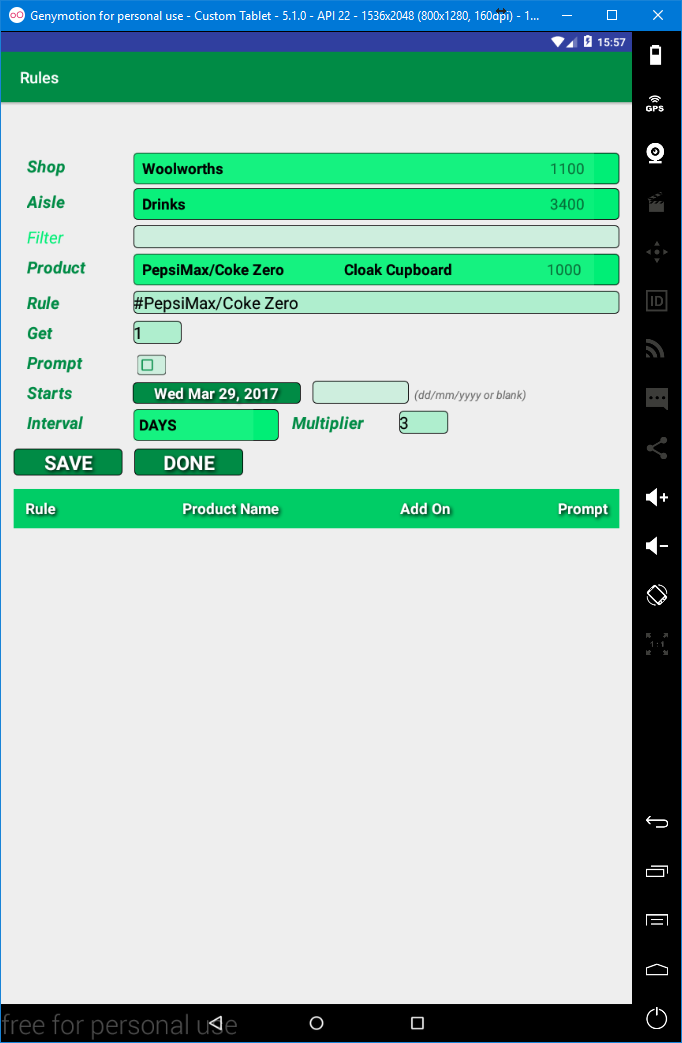 Genymotion for personal use - Custom Tablet - 5.1.0 - API 22 - 1536x2048 (800x1280, 160dpi) - 1...
15:57
Rules
GPS
Shop Woolworths 1100
Aisle Drinks 3400
Filter
Product PepsiMax/Coke Zero Cloak Cupboard 1000
Rule #PepsiMax/Coke Zero
ID
Get 1
Prompt
Starts Wed Mar 29, 2017 (dd/mm/yyyy or blank)
Interval DAYS Multiplier 3
SAVE DONE
Rule Product Name Add On Prompt
1:1
free for personal use